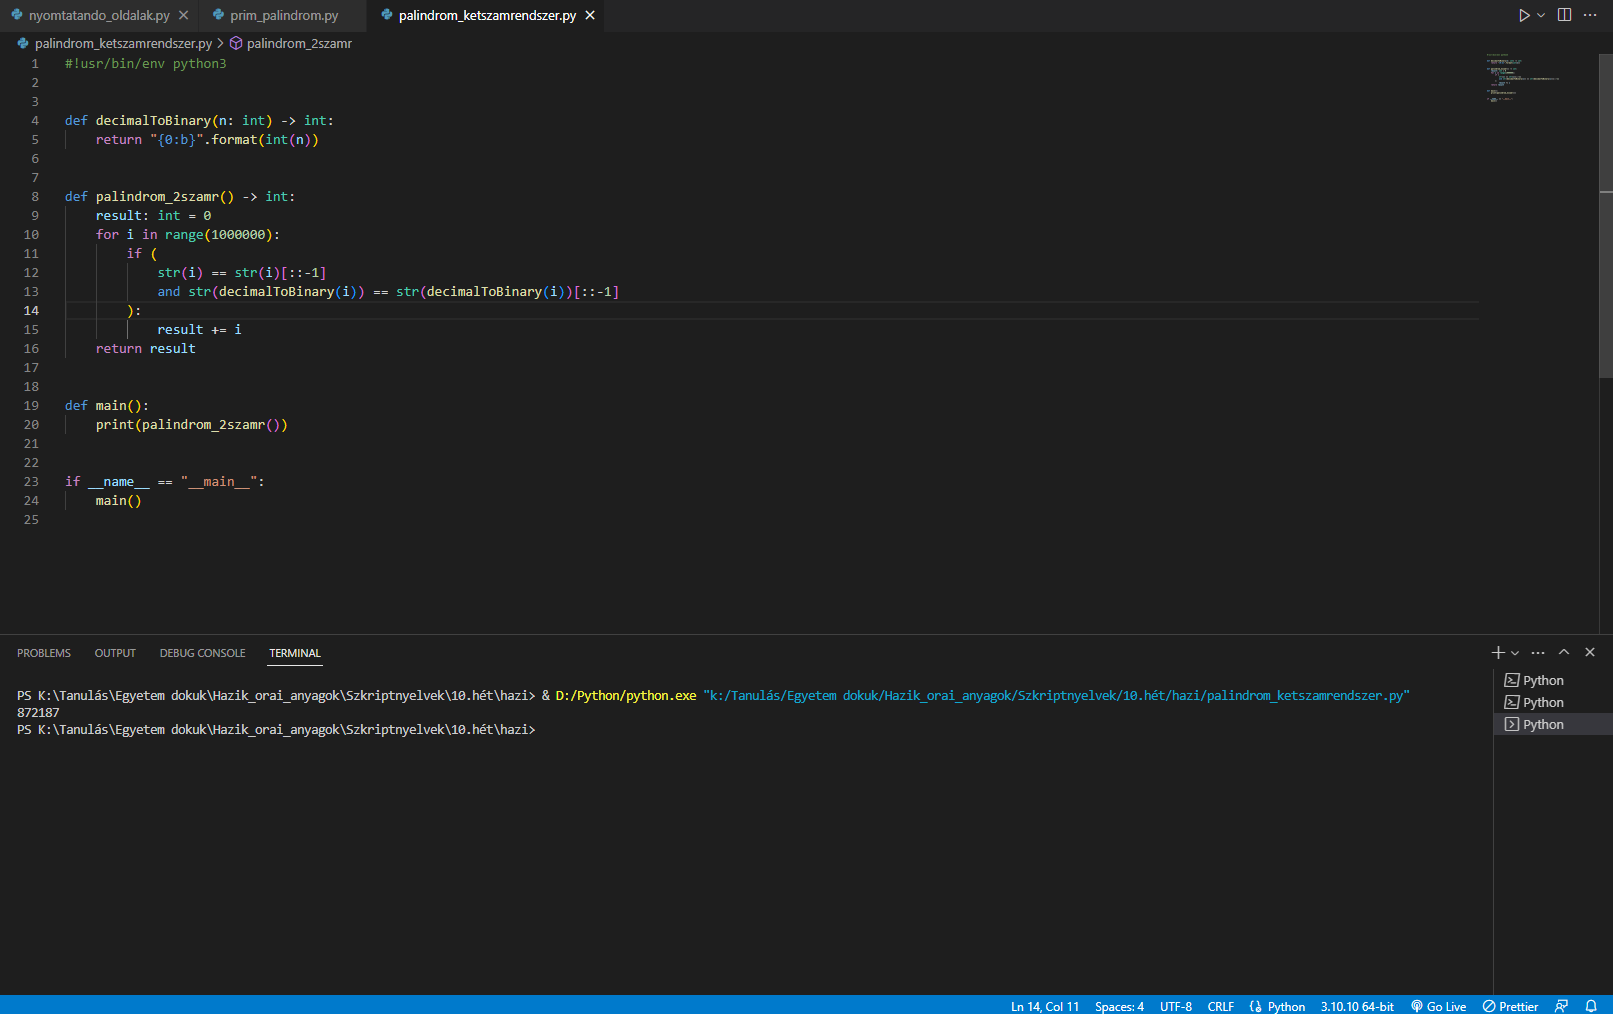 nyomtatando_oldalak.py
prim_palindrom.py
palindrom_ketszamrendszer.py
palindrom_ketszamrendszer.py > palindrom_2szamr
1 #!usr/bin/env python3
2
3
4 def decimalToBinary(n: int) -> int:
5     return "{0:b}".format(int(n))
6
7
8 def palindrom_2szamr() -> int:
9     result: int = 0
10     for i in range(1000000):
11         if (
12             str(i) == str(i)[::-1]
13             and str(decimalToBinary(i)) == str(decimalToBinary(i))[::-1]
14         ):
15             result += i
16     return result
17
18
19 def main():
20     print(palindrom_2szamr())
21
22
23 if __name__ == "__main__":
24     main()
25
PROBLEMS OUTPUT DEBUG CONSOLE TERMINAL
PS K:\Tanulás\Egyetem dokuk\Hazik_orai_anyagok\Szkriptnyelvek\10.hét\hazi> & D:/Python/python.exe "k:/Tanulás/Egyetem dokuk/Hazik_orai_anyagok/Szkriptnyelvek/10.hét/hazi/palindrom_ketszamrendszer.py"
872187
PS K:\Tanulás\Egyetem dokuk\Hazik_orai_anyagok\Szkriptnyelvek\10.hét\hazi>
Python
Python
Python
Ln 14, Col 11 Spaces: 4 UTF-8 CRLF Python 3.10.10 64-bit Go Live Prettier